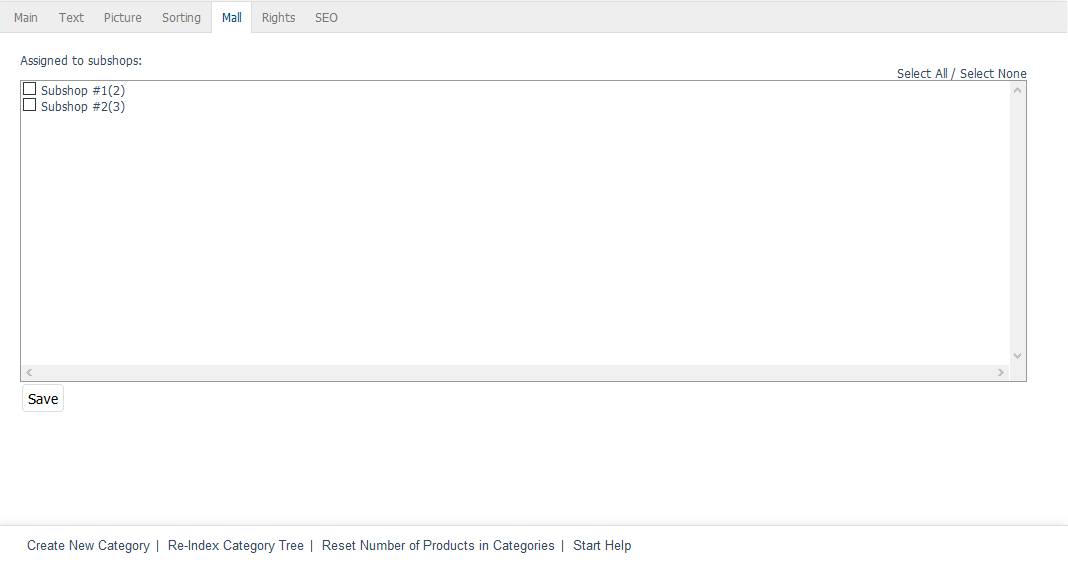 Main Text Picture Sorting Mall Rights SEO
Assigned to subshops:
Select All / Select None
Subshop #1(2)
Subshop #2(3)
Save
Create New Category | Re-Index Category Tree | Reset Number of Products in Categories | Start Help